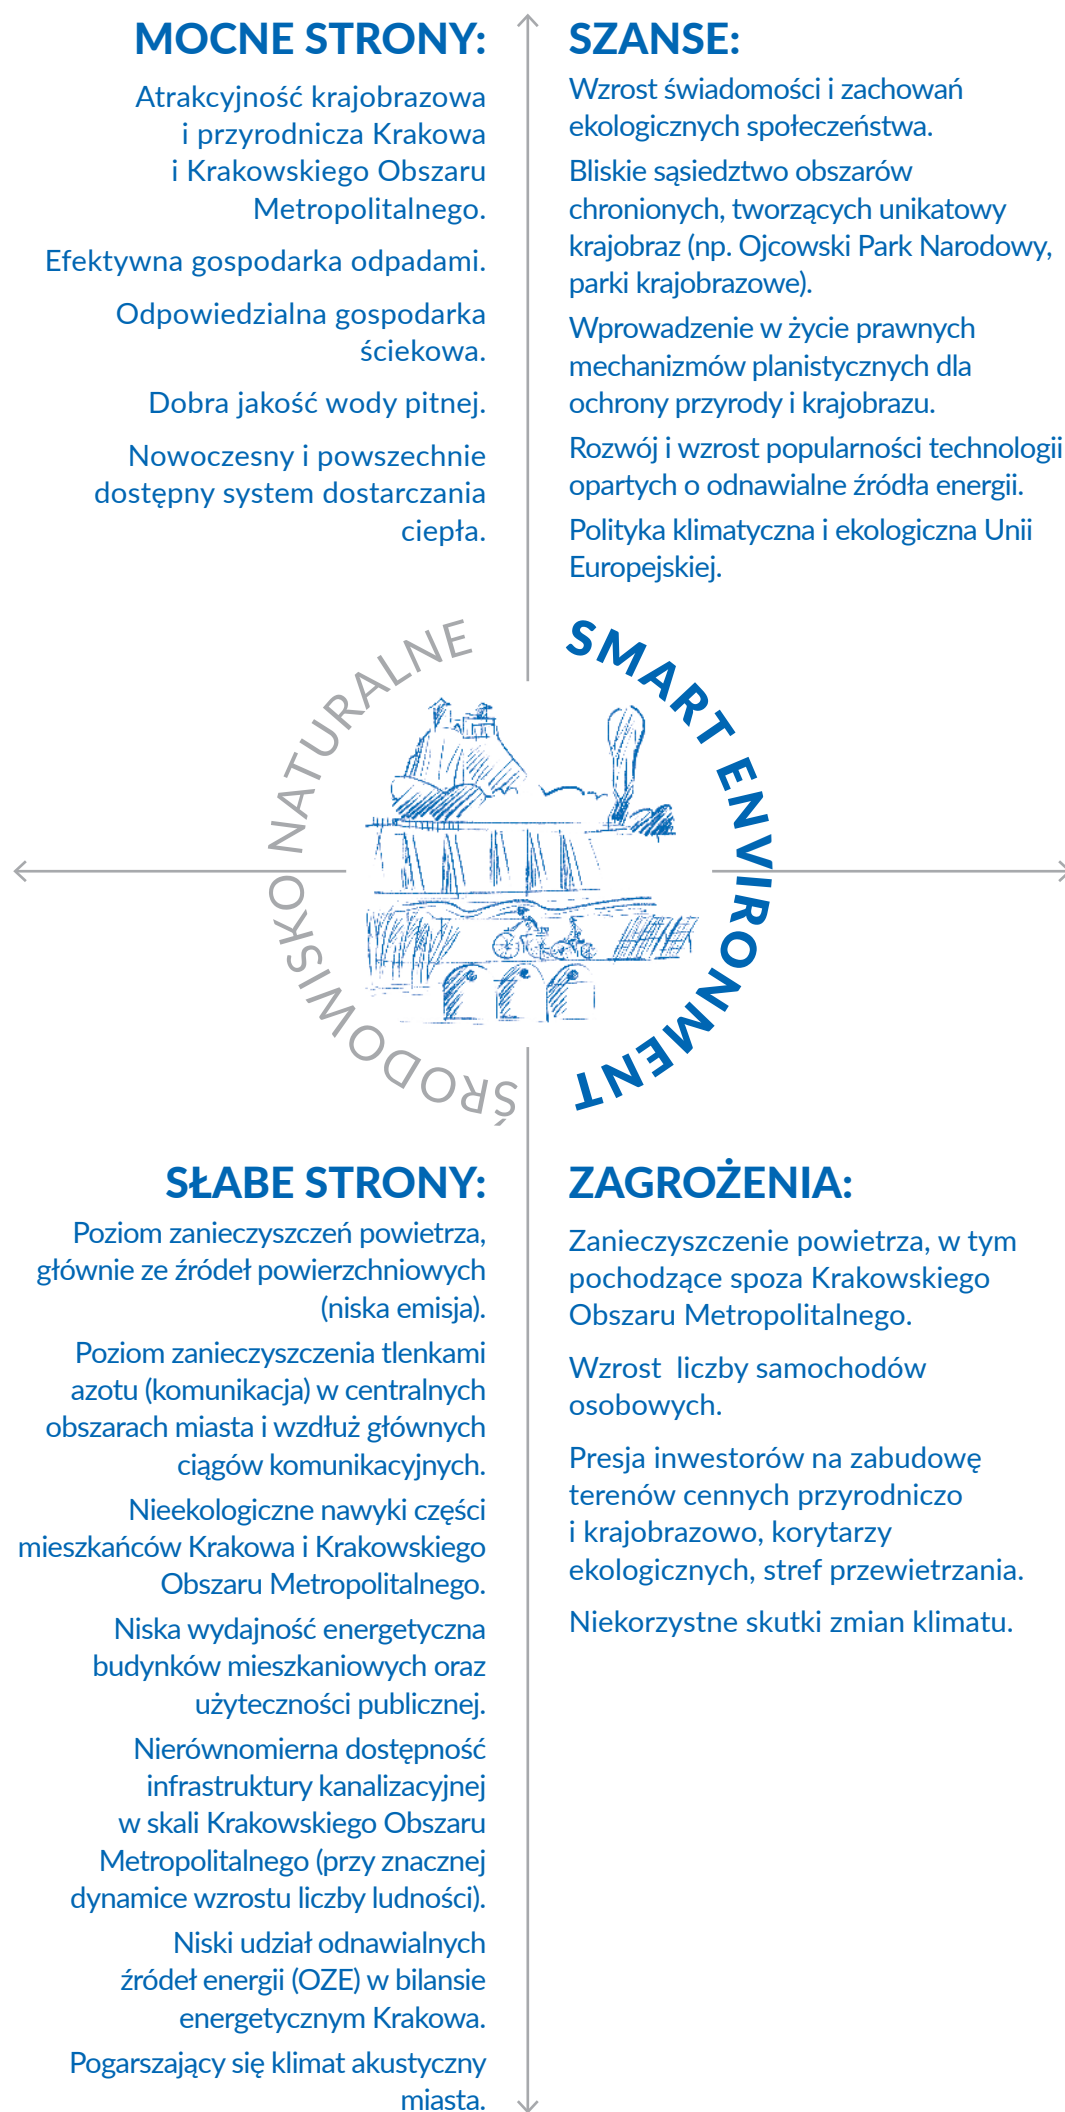 MOCNE STRONY:
Atrakcyjność krajobrazowa
i przyrodnicza Krakowa
i Krakowskiego Obszaru
Metropolitalnego.
Efektywna gospodarka odpadami.
Odpowiedzialna gospodarka
ściekowa.
Dobra jakość wody pitnej.
Nowoczesny i powszechnie
dostępny system dostarczania
ciepła.
SZANSE:
Wzrost świadomości i zachowań
ekologicznych społeczeństwa.
Bliskie sąsiedztwo obszarów
chronionych, tworzących unikatowy
krajobraz (np. Ojcowski Park Narodowy,
parki krajobrazowe).
Wprowadzenie w życie prawnych
mechanizmów planistycznych dla
ochrony przyrody i krajobrazu.
Rozwój i wzrost popularności technologii
opartych o odnawialne źródła energii.
Polityka klimatyczna i ekologiczna Unii
Europejskiej.
ŚRODOWISKO NATURALNE
SMART ENVIRONMENT
SŁABE STRONY:
Poziom zanieczyszczeń powietrza,
głównie ze źródeł powierzchniowych
(niska emisja).
Poziom zanieczyszczenia tlenkami
azotu (komunikacja) w centralnych
obszarach miasta i wzdłuż głównych
ciągów komunikacyjnych.
Nieekologiczne nawyki części
mieszkańców Krakowa i Krakowskiego
Obszaru Metropolitalnego.
Niska wydajność energetyczna
budynków mieszkaniowych oraz
użyteczności publicznej.
Nierównomierna dostępność
infrastruktury kanalizacyjnej
w skali Krakowskiego Obszaru
Metropolitalnego (przy znacznej
dynamice wzrostu liczby ludności).
Niski udział odnawialnych
źródeł energii (OZE) w bilansie
energetycznym Krakowa.
Pogarszający się klimat akustyczny
miasta.
ZAGROŻENIA:
Zanieczyszczenie powietrza, w tym
pochodzące spoza Krakowskiego
Obszaru Metropolitalnego.
Wzrost liczby samochodów
osobowych.
Presja inwestorów na zabudowę
terenów cennych przyrodniczo
i krajobrazowo, korytarzy
ekologicznych, stref przewietrzania.
Niekorzystne skutki zmian klimatu.